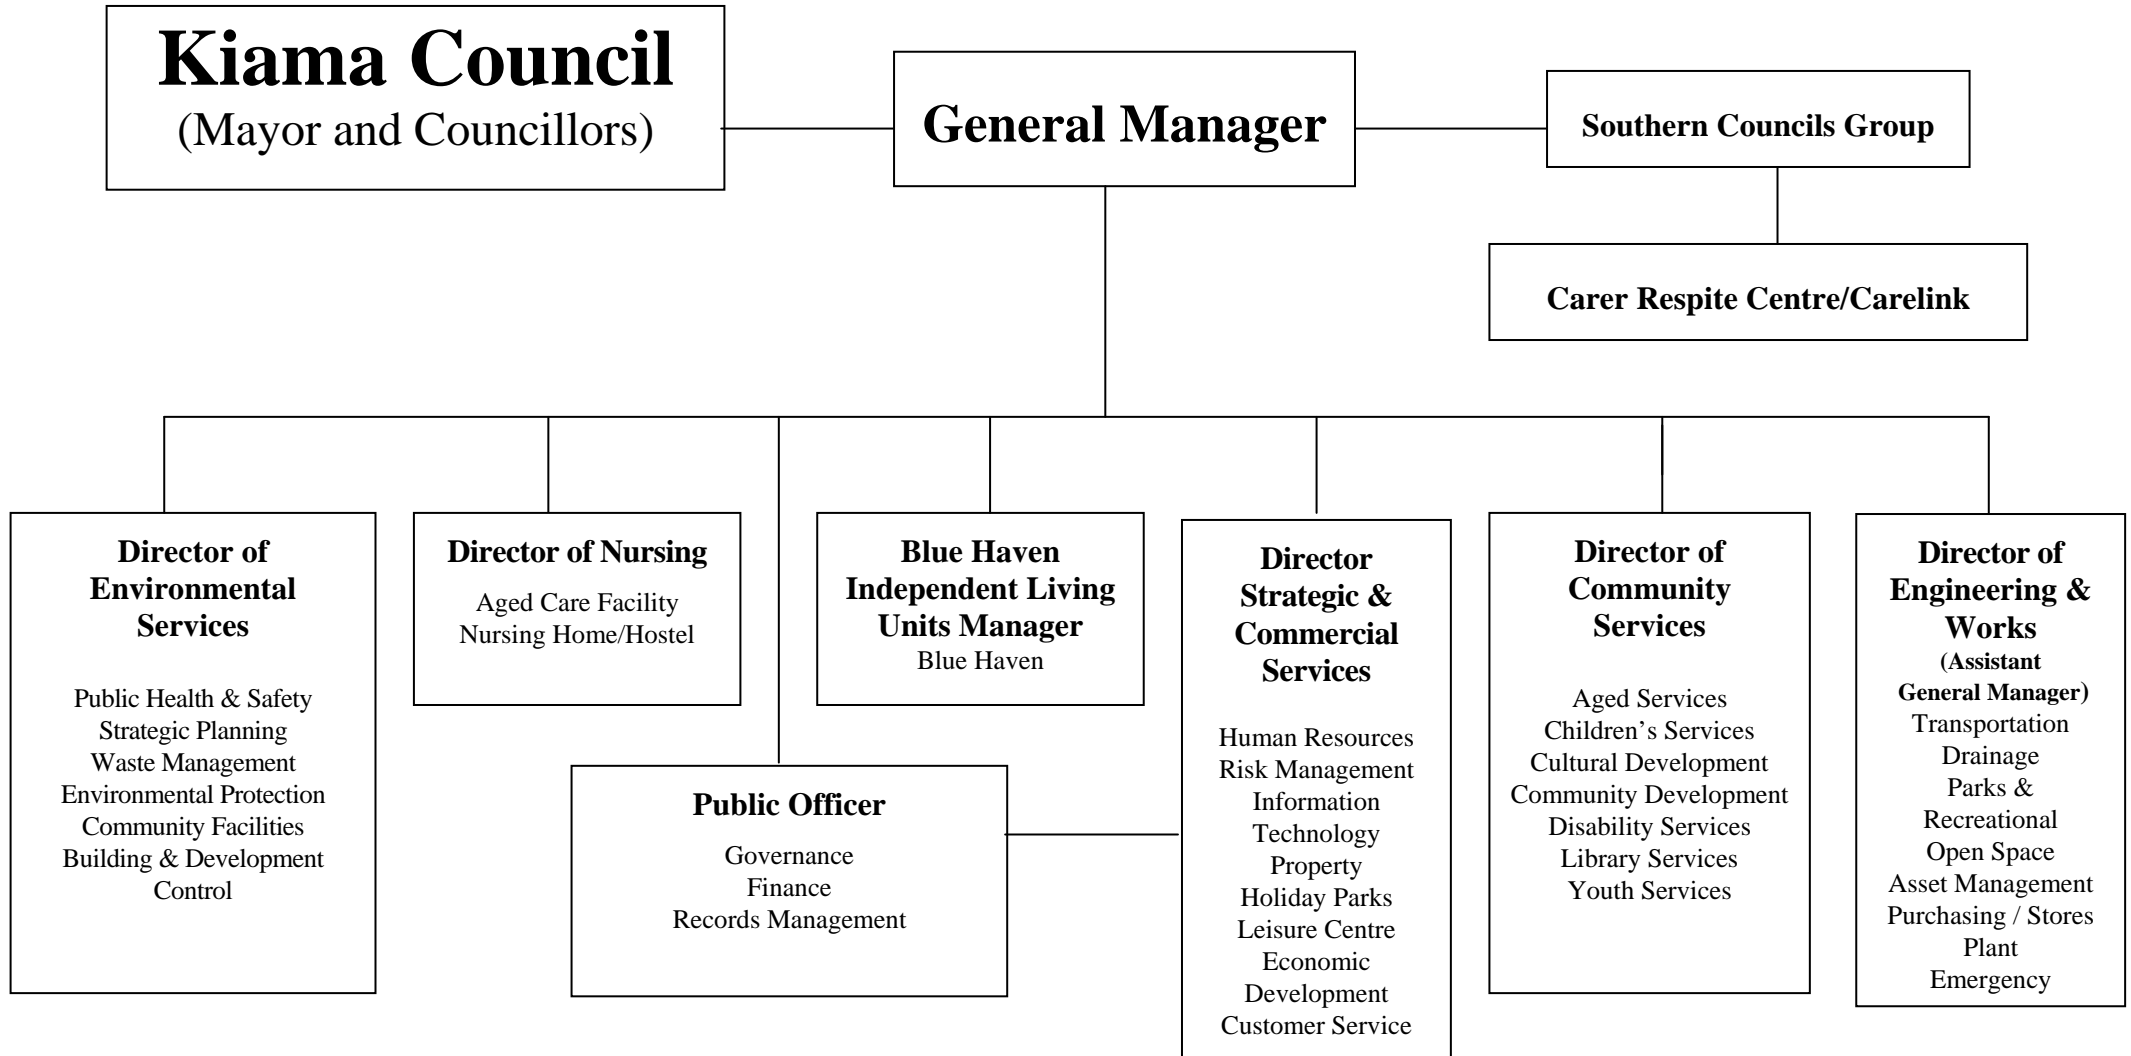 Kiama Council
(Mayor and Councillors)
General Manager
Southern Councils Group
Carer Respite Centre/Carelink
Director of
Environmental
Services
Public Health & Safety
Strategic Planning
Waste Management
Environmental Protection
Community Facilities
Building & Development
Control
Director of Nursing
Aged Care Facility
Nursing Home/Hostel
Public Officer
Governance
Finance
Records Management
Blue Haven
Independent Living
Units Manager
Blue Haven
Director
Strategic &
Commercial
Services
Human Resources
Risk Management
Information
Technology
Property
Holiday Parks
Leisure Centre
Economic
Development
Customer Service
Director of
Community
Services
Aged Services
Children’s Services
Cultural Development
Community Development
Disability Services
Library Services
Youth Services
Director of
Engineering &
Works
(Assistant
General Manager)
Transportation
Drainage
Parks &
Recreational
Open Space
Asset Management
Purchasing / Stores
Plant
Emergency